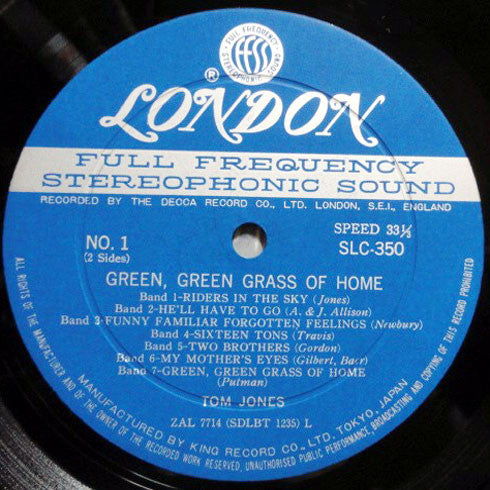 FULL FREQUENCY
ffss
STEREOPHONIC SOUND
®
LONDON
FULL FREQUENCY
STEREOPHONIC SOUND
RECORDED BY THE DECCA RECORD CO., LTD. LONDON, S.E.I., ENGLAND
NO. 1
(2 Sides)
SPEED 33⅓
SLC-350
GREEN, GREEN GRASS OF HOME
Band 1-RIDERS IN THE SKY (Jones)
Band 2-HE'LL HAVE TO GO (A. & J. Allison)
Band 3-FUNNY FAMILIAR FORGOTTEN FEELINGS (Newbury)
Band 4-SIXTEEN TONS (Travis)
Band 5-TWO BROTHERS (Gordon)
Band 6-MY MOTHER'S EYES (Gilbert, Baer)
Band 7-GREEN, GREEN GRASS OF HOME
(Putman)
TOM JONES
ZAL 7714 (SDLBT 1235) L
MANUFACTURED BY KING RECORD CO., LTD. TOKYO, JAPAN
ALL RIGHTS OF THE MANUFACTURER AND OF THE OWNER OF THE RECORDED WORK RESERVED, UNAUTHORISED PUBLIC PERFORMANCE, BROADCASTING AND COPYING OF THIS RECORD PROHIBITED